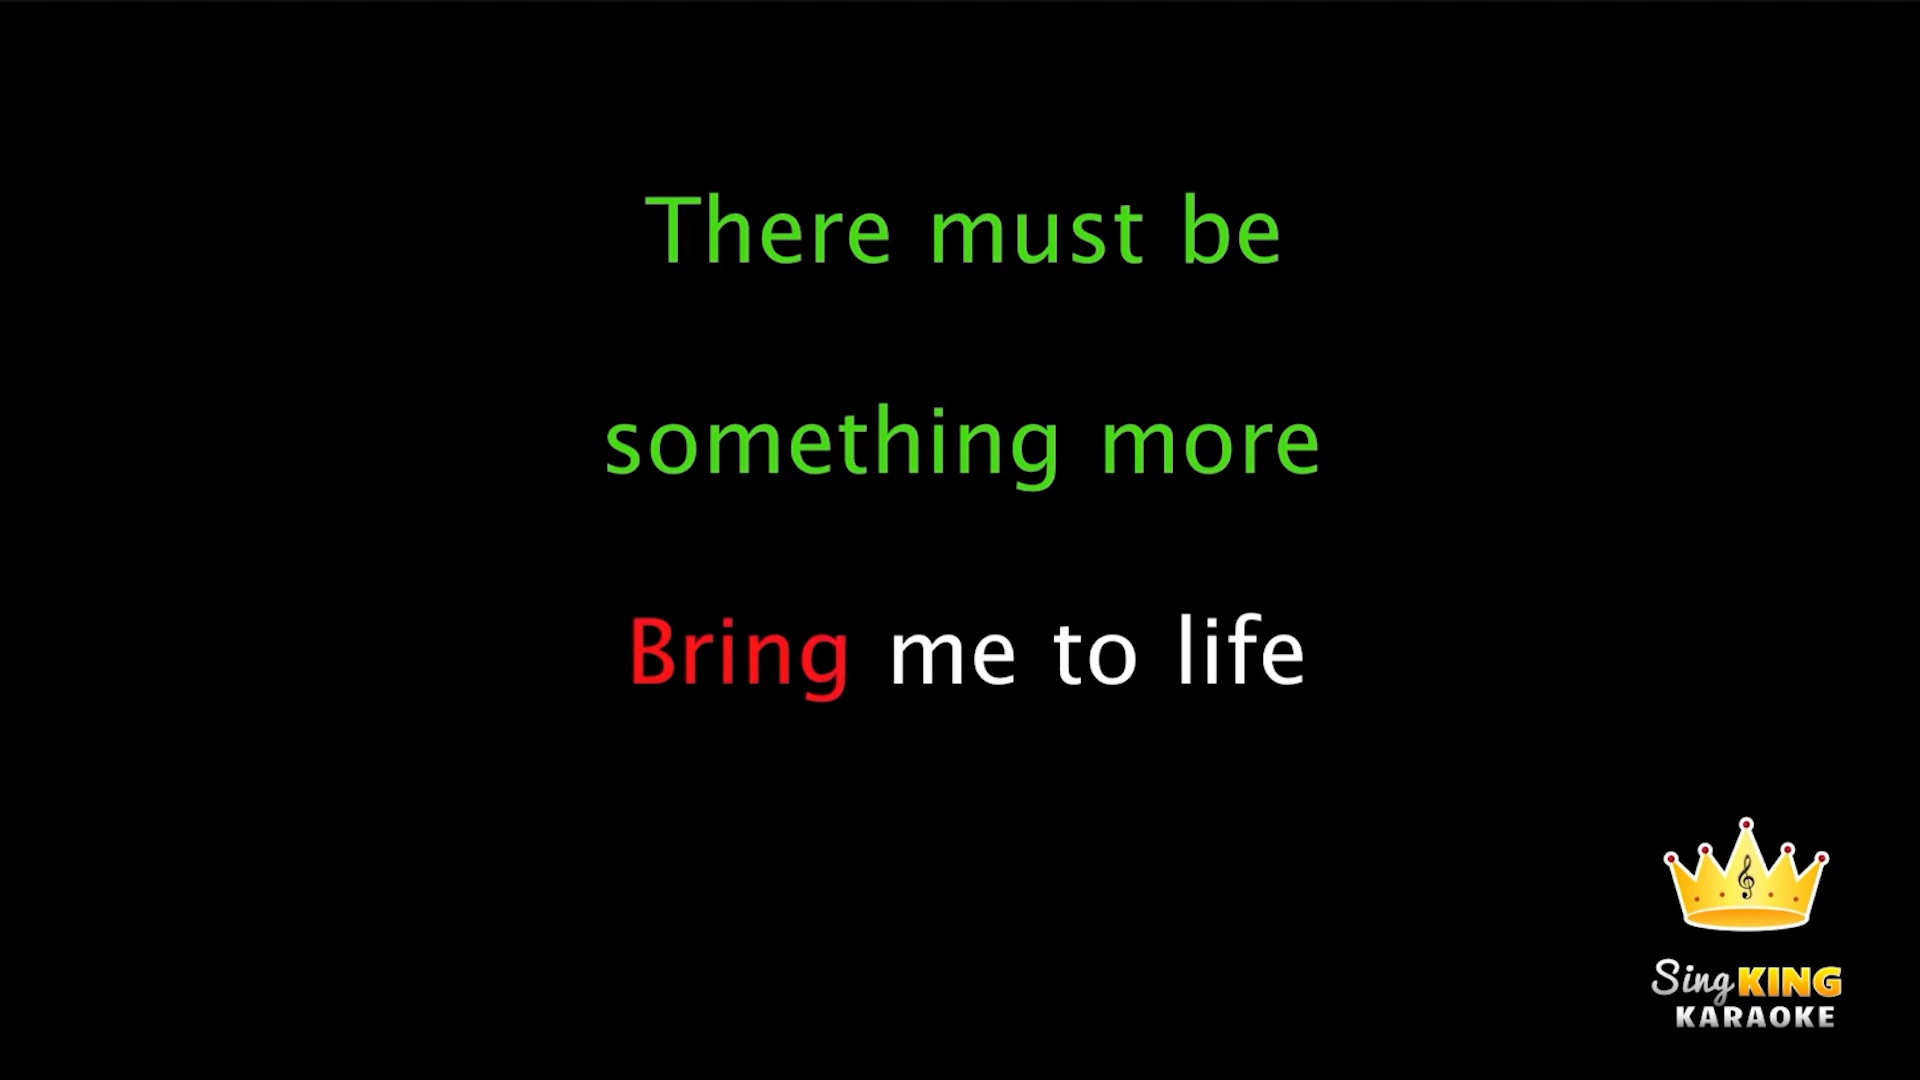 There must be
something more
Bring me to life
Sing KING
KARAOKE